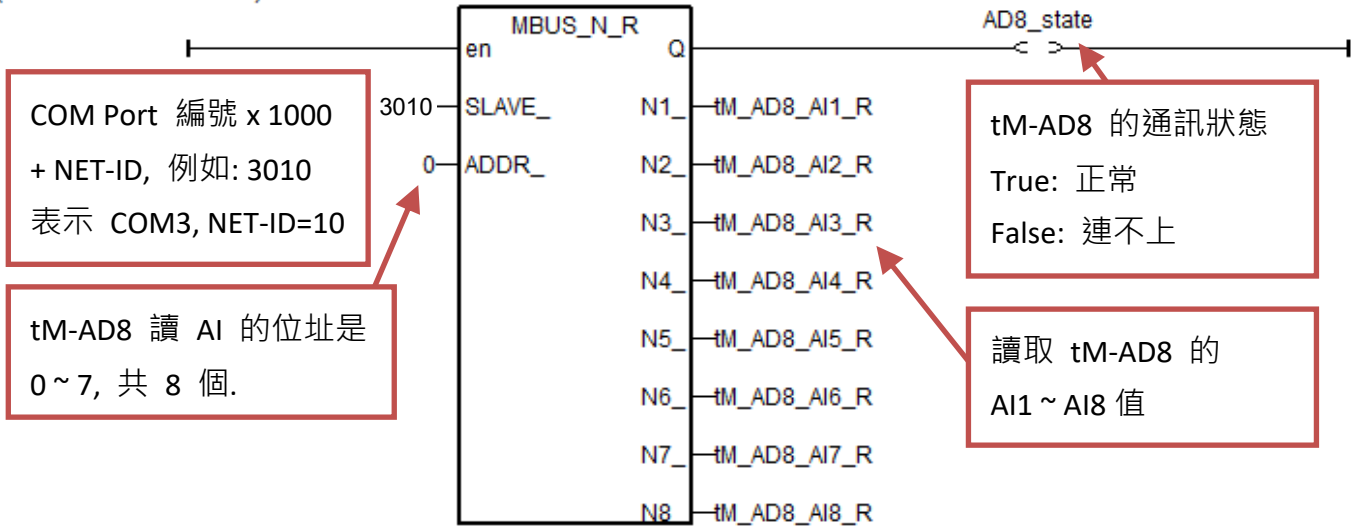 MBUS_N_R
AD8_state
en
Q
COM Port 編號 x 1000
+ NET-ID, 例如: 3010
表示 COM3, NET-ID=10
3010
SLAVE_
N1_
tM_AD8_AI1_R
0
ADDR_
N2_
tM_AD8_AI2_R
N3_
tM_AD8_AI3_R
N4_
tM_AD8_AI4_R
N5_
tM_AD8_AI5_R
N6_
tM_AD8_AI6_R
N7_
tM_AD8_AI7_R
N8_
tM_AD8_AI8_R
tM-AD8 的通訊狀態
True: 正常
False: 連不上
tM-AD8 讀 AI 的位址是
0 ~ 7, 共 8 個.
讀取 tM-AD8 的
AI1 ~ AI8 值